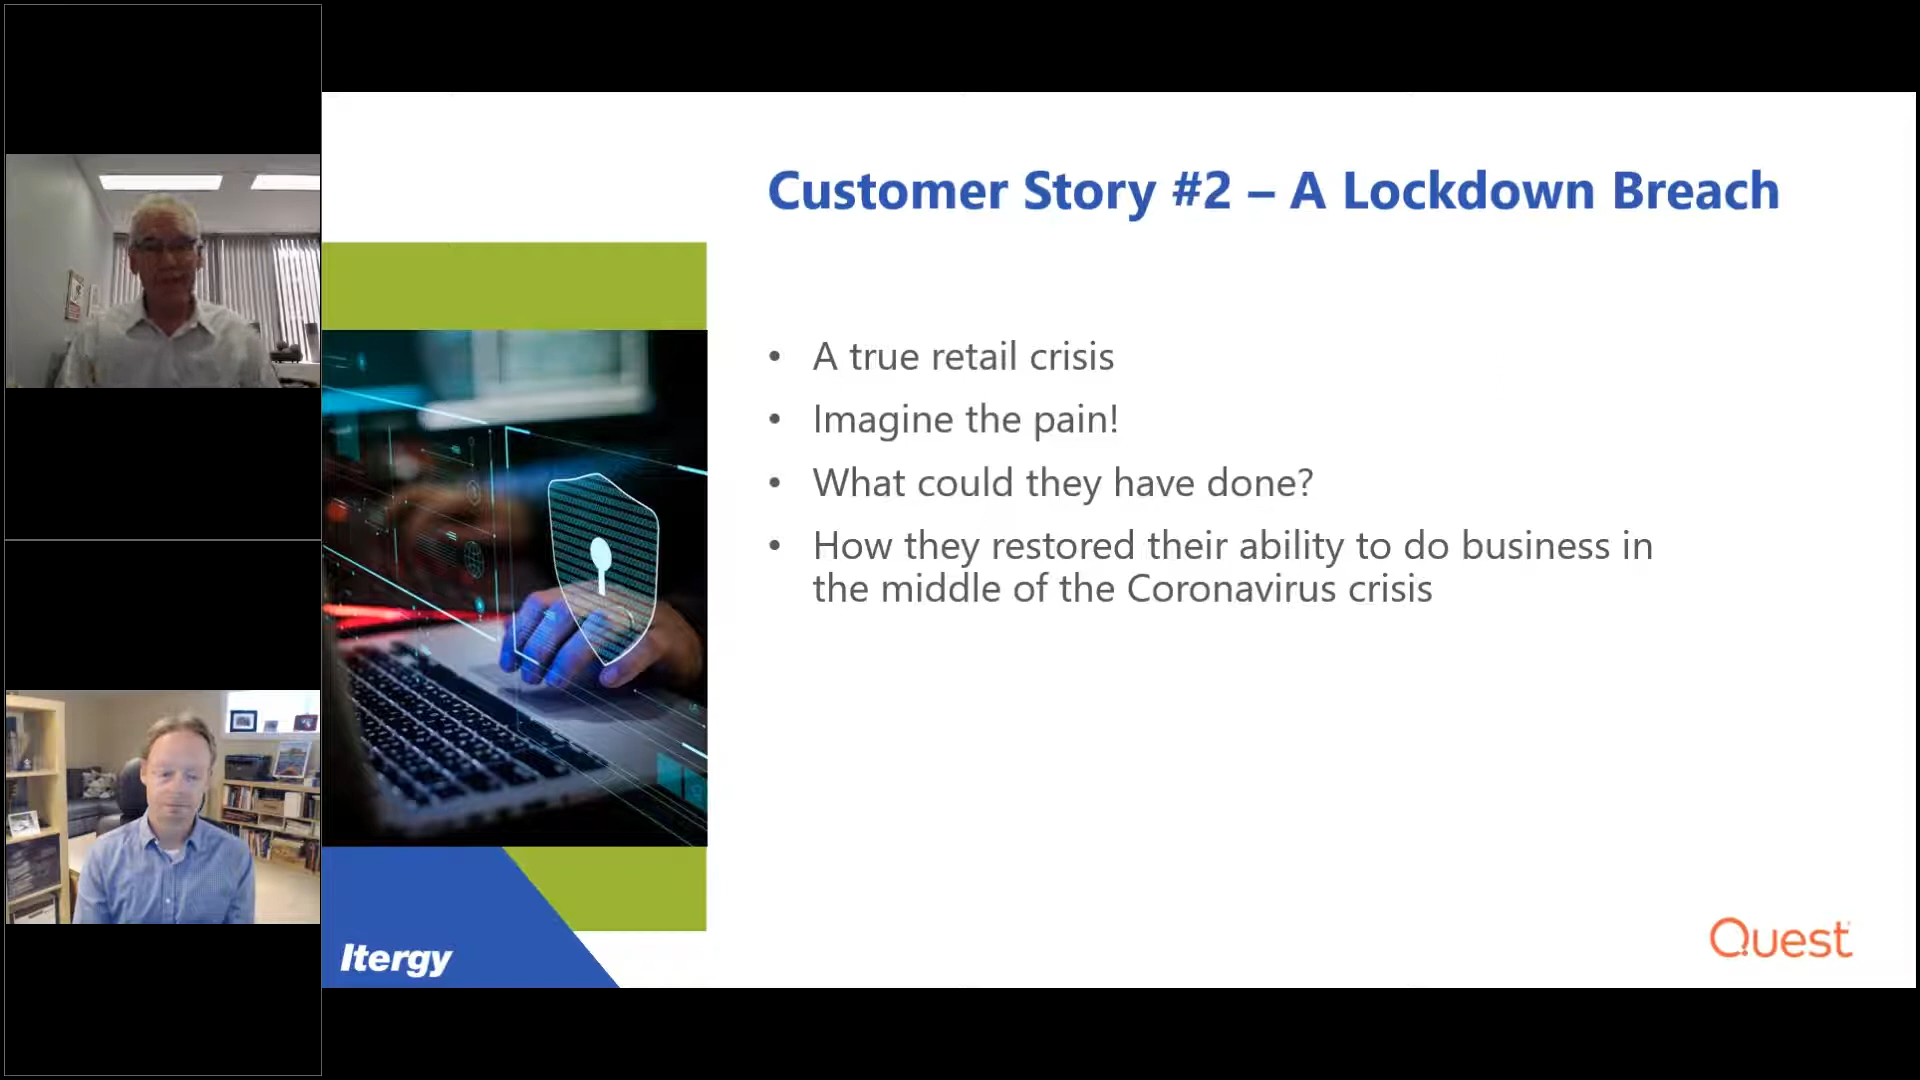 Customer Story #2 – A Lockdown Breach
• A true retail crisis
• Imagine the pain!
• What could they have done?
• How they restored their ability to do business in
the middle of the Coronavirus crisis
Itergy
Quest